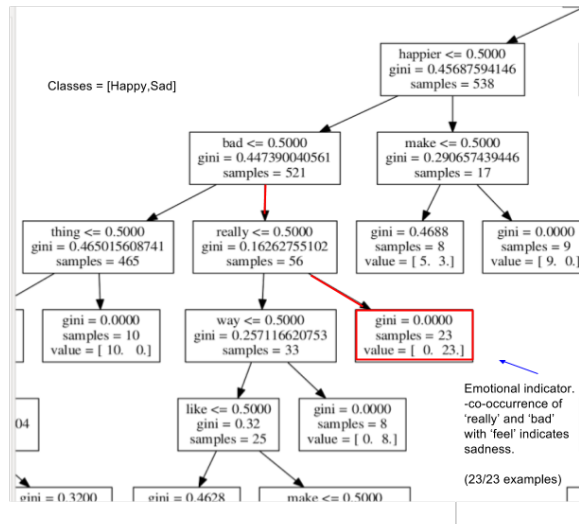 happier <= 0.5000
gini = 0.45687594146
samples = 538
Classes = [Happy,Sad]
bad <= 0.5000
gini = 0.447390040561
samples = 521
make <= 0.5000
gini = 0.290657439446
samples = 17
thing <= 0.5000
gini = 0.465015608741
samples = 465
really <= 0.5000
gini = 0.16262755102
samples = 56
gini = 0.4688
samples = 8
value = [ 5. 3.]
gini = 0.0000
samples = 9
value = [ 9. 0.]
gini = 0.0000
samples = 10
value = [ 10. 0.]
way <= 0.5000
gini = 0.257116620753
samples = 33
gini = 0.0000
samples = 23
value = [ 0. 23.]
Emotional indicator.
-co-occurrence of
‘really’ and ‘bad’
with ‘feel’ indicates
sadness.
(23/23 examples)
04
like <= 0.5000
gini = 0.32
samples = 25
gini = 0.0000
samples = 8
value = [ 0. 8.]
gini = 0.3200
gini = 0.4628
make <= 0.5000